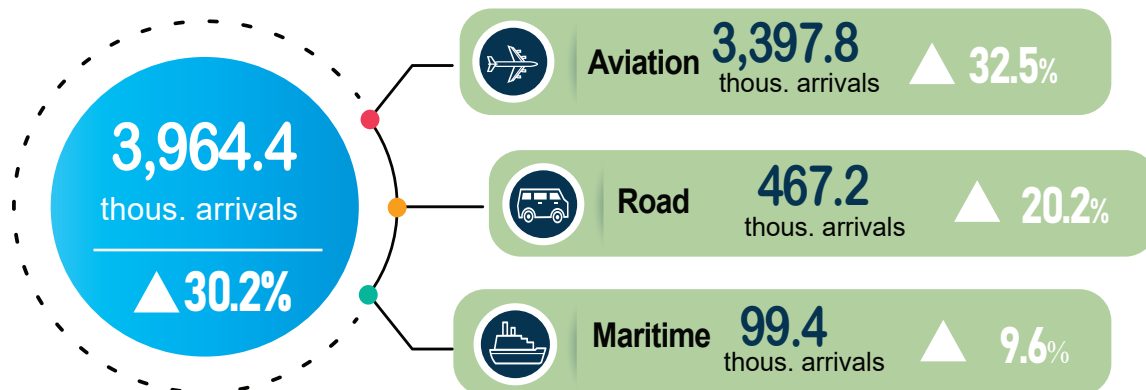 3,964.4
thous. arrivals
▲30.2%
Aviation 3,397.8
thous. arrivals
▲ 32.5%
Road 467.2
thous. arrivals
▲ 20.2%
Maritime 99.4
thous. arrivals
▲ 9.6%